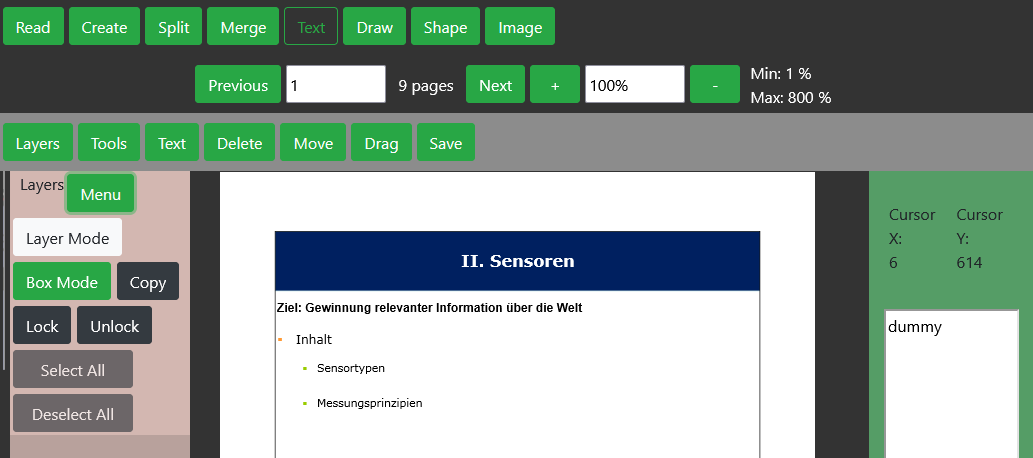 Read Create Split Merge Text Draw Shape Image
Previous 1 9 pages Next + 100% - Min: 1 %
Max: 800 %
Layers Tools Text Delete Move Drag Save
Layers Menu
Layer Mode
Box Mode Copy
Lock Unlock
Select All
Deselect All
II. Sensoren
Ziel: Gewinnung relevanter Information über die Welt
Inhalt
Sensortypen
Messungsprinzipien
Cursor Cursor
X: Y:
6 614
dummy